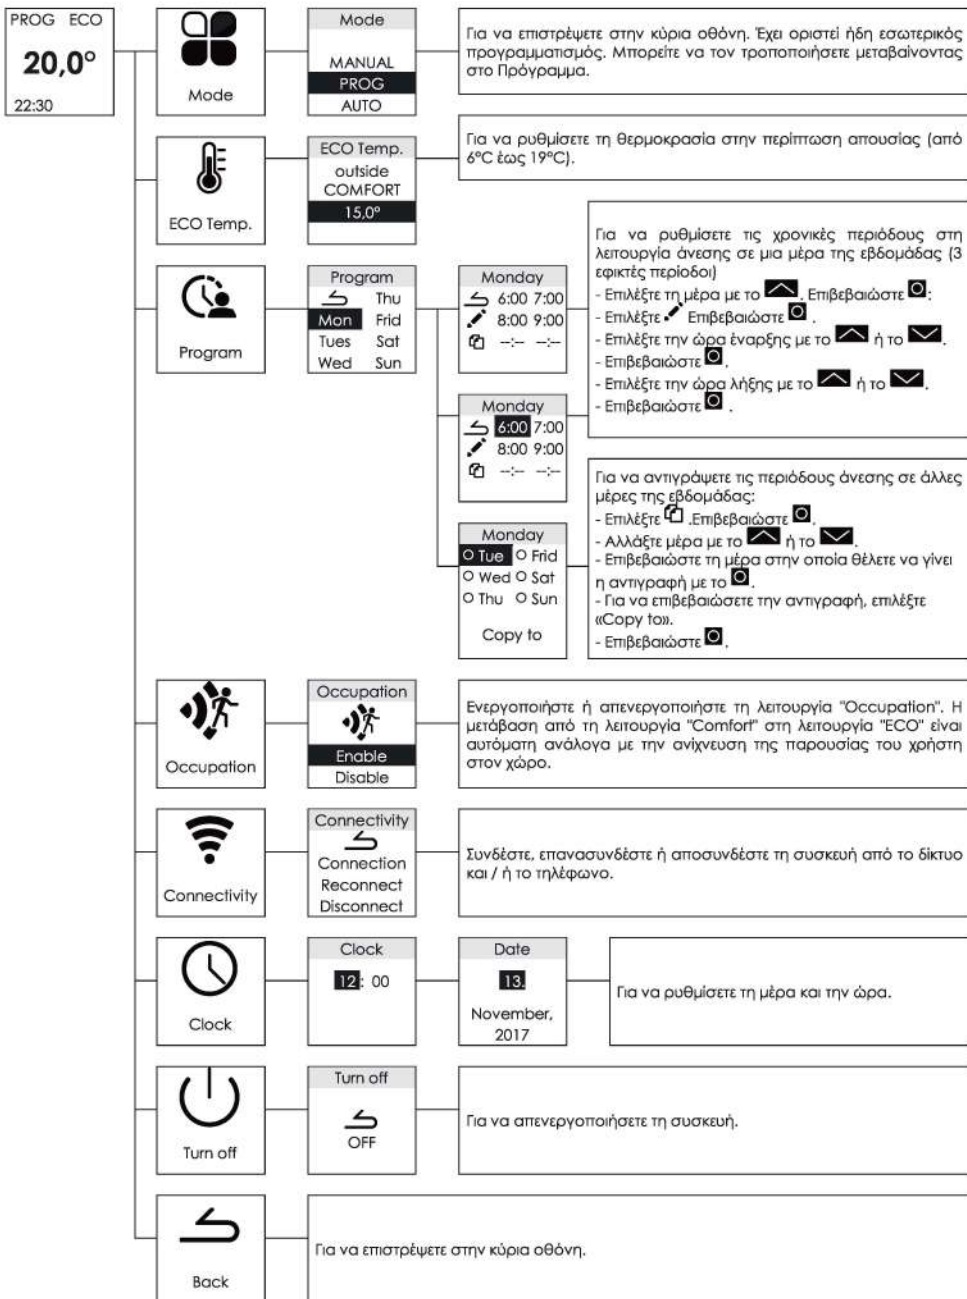 PROG ECO
20,0°
22:30
Mode
Mode
MANUAL
PROG
AUTO
Για να επιστρέψετε στην κύρια οθόνη. Έχει οριστεί ήδη εσωτερικός
προγραμματισμός. Μπορείτε να τον τροποποιήσετε μεταβαίνοντας
στο Πρόγραμμα.
ECO Temp.
ECO Temp.
outside
COMFORT
15,0°
Για να ρυθμίσετε τη θερμοκρασία στην περίπτωση απουσίας (από
6°C έως 19°C).
Program
Program
Thu
Mon Frid
Tues Sat
Wed Sun
Monday
6:00 7:00
8:00 9:00
--:-- --:--
Monday
6:00 7:00
8:00 9:00
--:-- --:--
Για να ρυθμίσετε τις χρονικές περιόδους στη
λειτουργία άνεσης σε μια μέρα της εβδομάδας (3
εφικτές περίοδοι)
- Επιλέξτε τη μέρα με το . Επιβεβαιώστε :
- Επιλέξτε Επιβεβαιώστε .
- Επιλέξτε την ώρα έναρξης με το ή το .
- Επιβεβαιώστε .
- Επιλέξτε την ώρα λήξης με το ή το .
- Επιβεβαιώστε .
Monday
Tue Frid
Wed Sat
Thu Sun
Copy to
Για να αντιγράψετε τις περιόδους άνεσης σε άλλες
μέρες της εβδομάδας:
- Επιλέξτε .Επιβεβαιώστε .
- Αλλάξτε μέρα με το ή το .
- Επιβεβαιώστε τη μέρα στην οποία θέλετε να γίνει
η αντιγραφή με το .
- Για να επιβεβαιώσετε την αντιγραφή, επιλέξτε
«Copy to».
- Επιβεβαιώστε .
Occupation
Occupation
Enable
Disable
Ενεργοποιήστε ή απενεργοποιήστε τη λειτουργία "Occupation". Η
μετάβαση από τη λειτουργία "Comfort" στη λειτουργία "ECO" είναι
αυτόματη ανάλογα με την ανίχνευση της παρουσίας του χρήστη
στον χώρο.
Connectivity
Connectivity
Connection
Reconnect
Disconnect
Συνδέστε, επανασυνδέστε ή αποσυνδέστε τη συσκευή από το δίκτυο
και / ή το τηλέφωνο.
Clock
Clock
12: 00
Date
13.
November,
2017
Για να ρυθμίσετε τη μέρα και την ώρα.
Turn off
Turn off
OFF
Για να απενεργοποιήσετε τη συσκευή.
Back
Για να επιστρέψετε στην κύρια οθόνη.